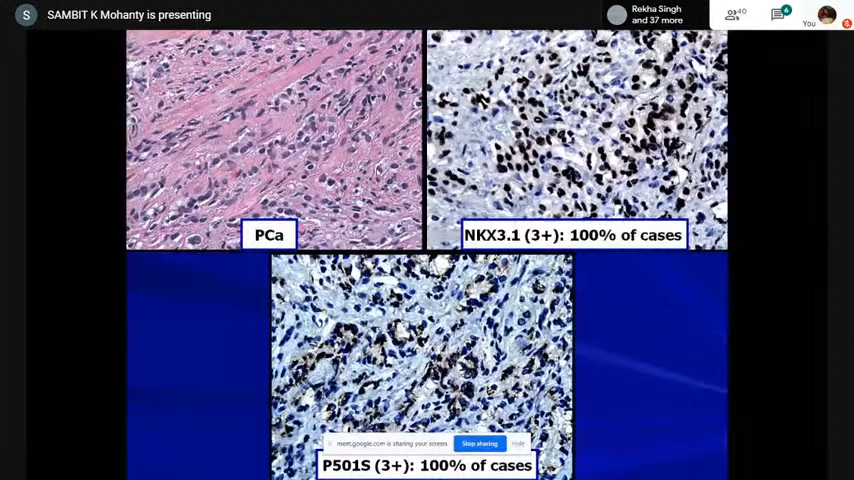 S SAMBIT K Mohanty is presenting
Rekha Singh
and 37 more
40
6
You
PCa
NKX3.1 (3+): 100% of cases
meet.google.com is sharing your screen. Stop sharing Hide
P501S (3+): 100% of cases